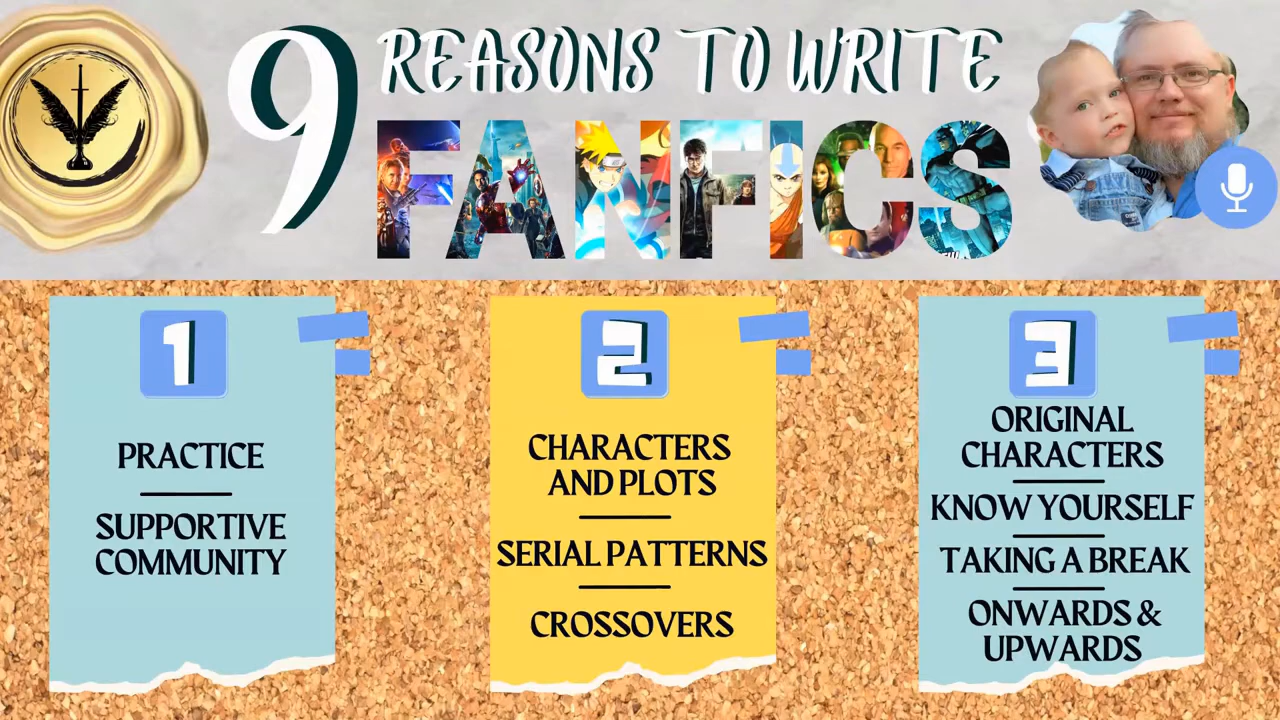 9 REASONS TO WRITE
FANFICS
1
PRACTICE
SUPPORTIVE
COMMUNITY
2
CHARACTERS
AND PLOTS
SERIAL PATTERNS
CROSSOVERS
3
ORIGINAL
CHARACTERS
KNOW YOURSELF
TAKING A BREAK
ONWARDS &
UPWARDS